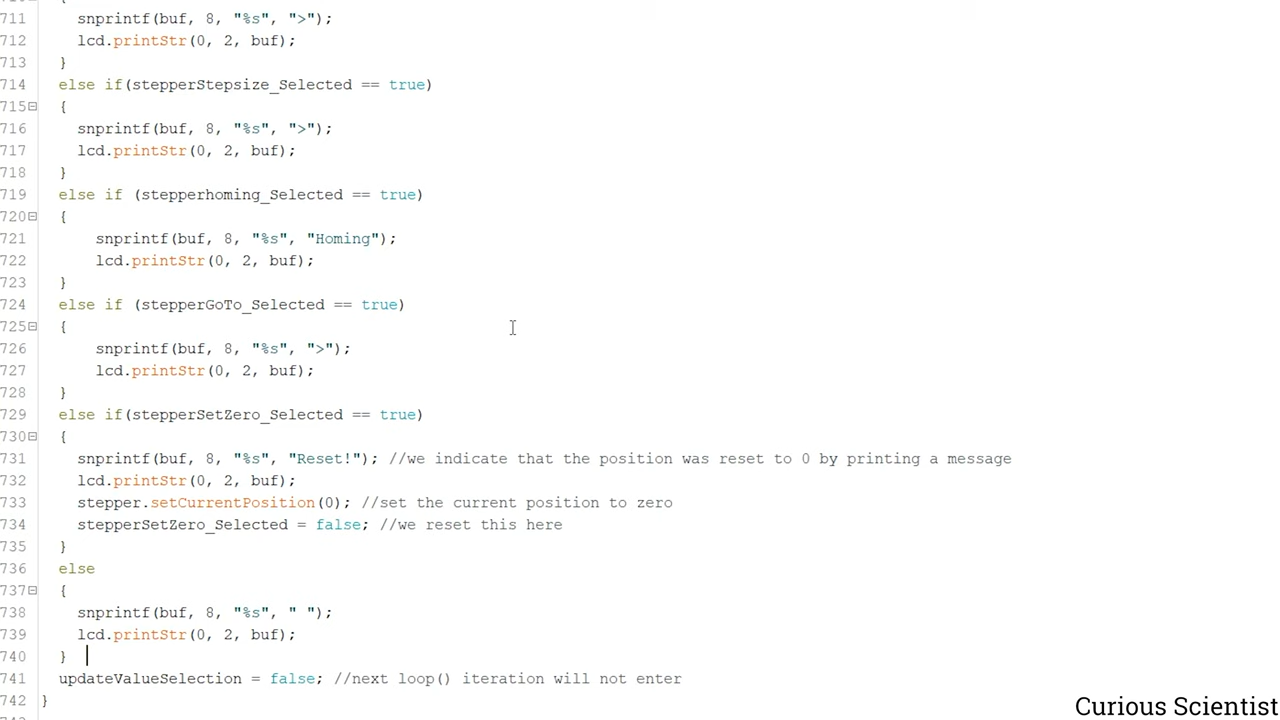 711 snprintf(buf, 8, "%s", ">");
712 lcd.printStr(0, 2, buf);
713 }
714 else if(stepperStepsize_Selected == true)
715 {
716 snprintf(buf, 8, "%s", ">");
717 lcd.printStr(0, 2, buf);
718 }
719 else if (stepperhoming_Selected == true)
720 {
721 snprintf(buf, 8, "%s", "Homing");
722 lcd.printStr(0, 2, buf);
723 }
724 else if (stepperGoTo_Selected == true)
725 {
726 snprintf(buf, 8, "%s", ">");
727 lcd.printStr(0, 2, buf);
728 }
729 else if(stepperSetZero_Selected == true)
730 {
731 snprintf(buf, 8, "%s", "Reset!"); //we indicate that the position was reset to 0 by printing a message
732 lcd.printStr(0, 2, buf);
733 stepper.setCurrentPosition(0); //set the current position to zero
734 stepperSetZero_Selected = false; //we reset this here
735 }
736 else
737 {
738 snprintf(buf, 8, "%s", " ");
739 lcd.printStr(0, 2, buf);
740 }
741 updateValueSelection = false; //next loop() iteration will not enter
742 }
Curious Scientist